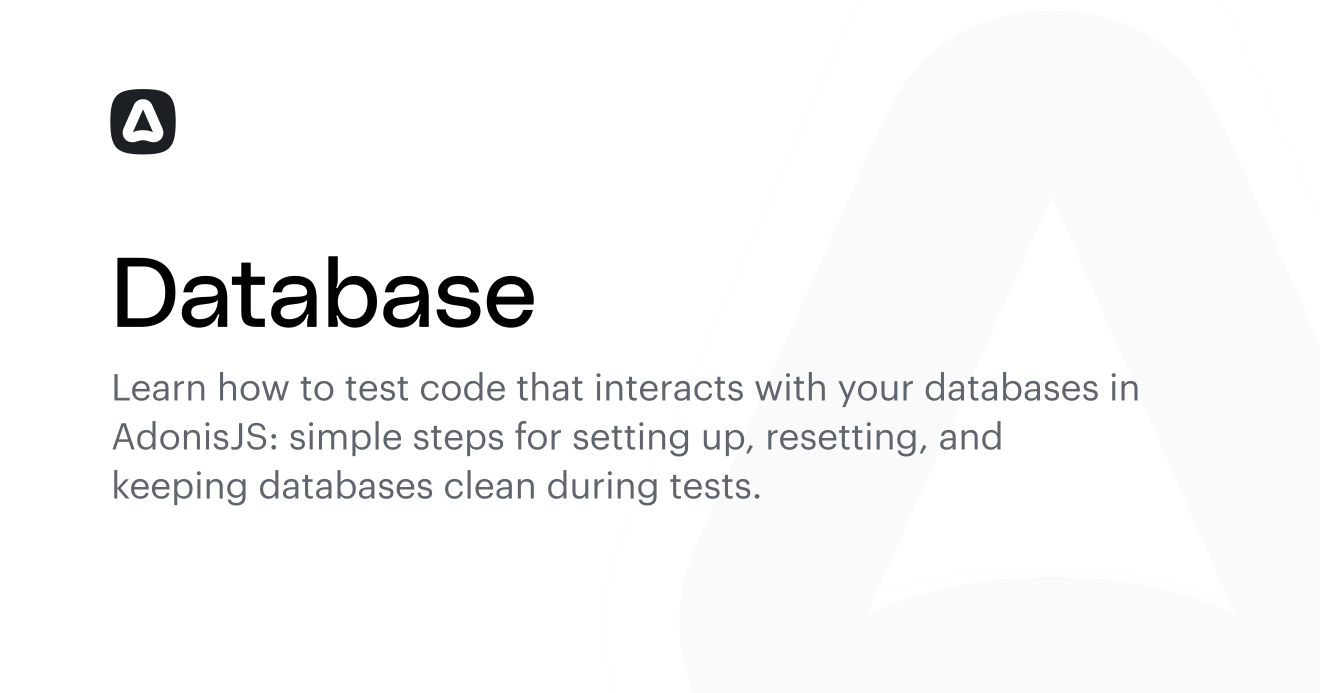 Database
Learn how to test code that interacts with your databases in
AdonisJS: simple steps for setting up, resetting, and
keeping databases clean during tests.